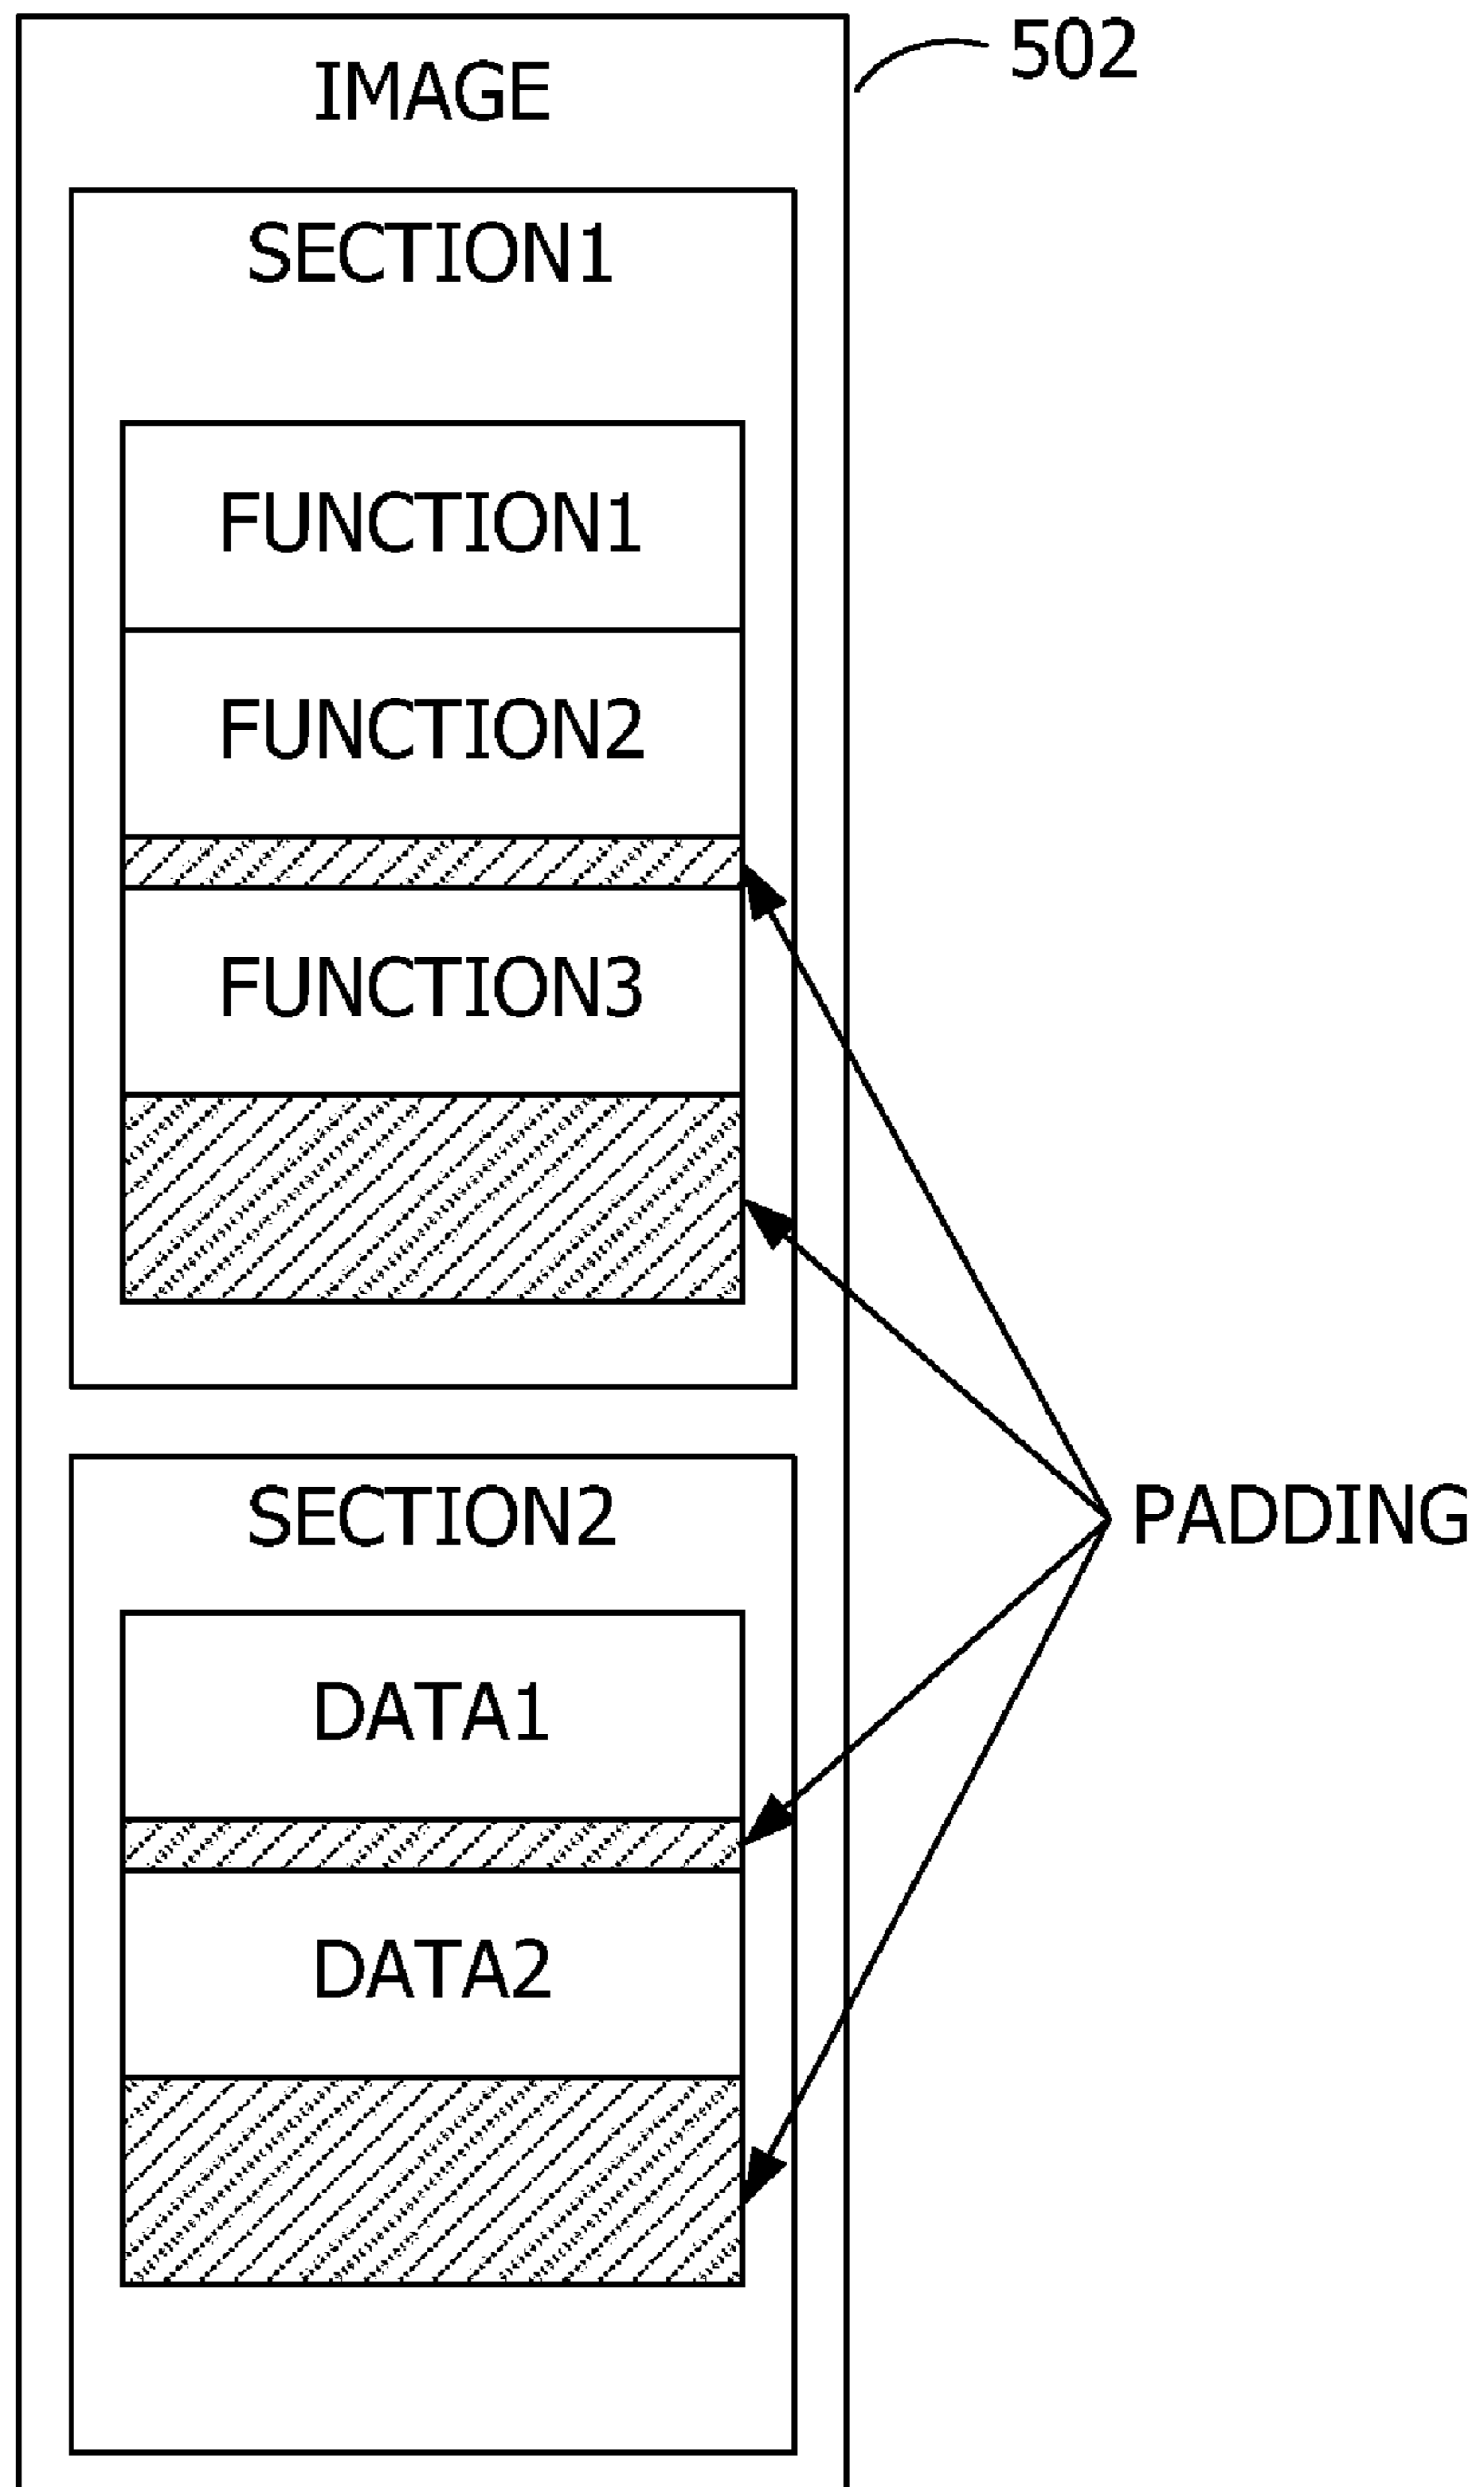 IMAGE
502
SECTION1
FUNCTION1
FUNCTION2
FUNCTION3
SECTION2
PADDING
DATA1
DATA2